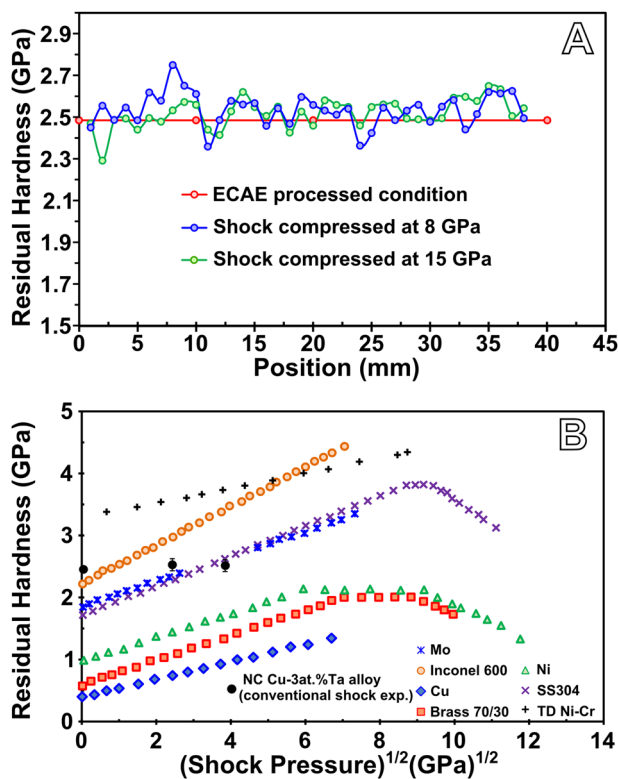 A
2.9
2.7
2.5
2.3
2.1
1.9
1.7
1.5
Residual Hardness (GPa)
ECAE processed condition
Shock compressed at 8 GPa
Shock compressed at 15 GPa
0 5 10 15 20 25 30 35 40 45
Position (mm)
B
5
4
3
2
1
0
Residual Hardness (GPa)
Mo
Inconel 600
Cu
Brass 70/30
NC Cu-3at.%Ta alloy
(conventional shock exp.)
Ni
SS304
TD Ni-Cr
0 2 4 6 8 10 12 14
(Shock Pressure)1/2(GPa)1/2